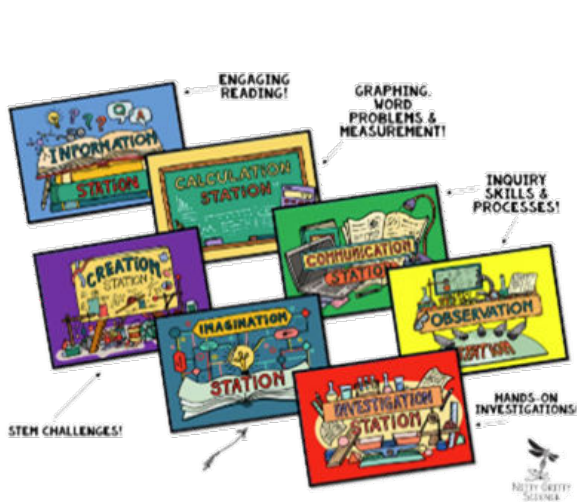 ENGAGING
READING!
GRAPHING,
WORD
PROBLEMS &
MEASUREMENT!
INFORMATION
STATION
Q A
CALCULATION
STATION
INQUIRY
SKILLS &
PROCESSES!
COMMUNICATION
STATION
CREATION
STATION
OBSERVATION
STATION
IMAGINATION
STATION
INVESTIGATION
STATION
STEM CHALLENGES!
HANDS-ON
INVESTIGATIONS!
NITTY GRITTY
SCIENCE